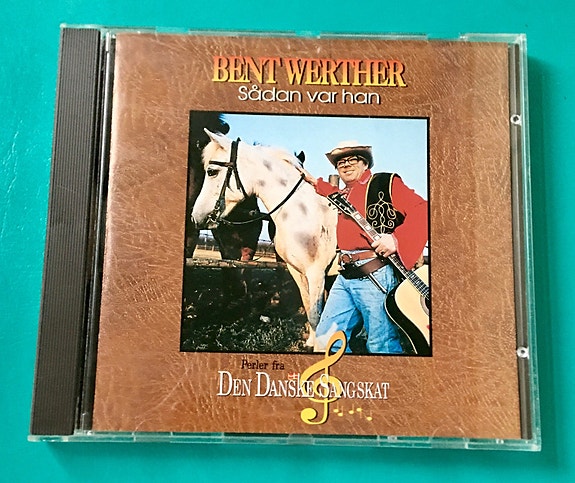 BENT WERTHER
Sådan var han
Perler fra
DEN DANSKE SANGSKAT